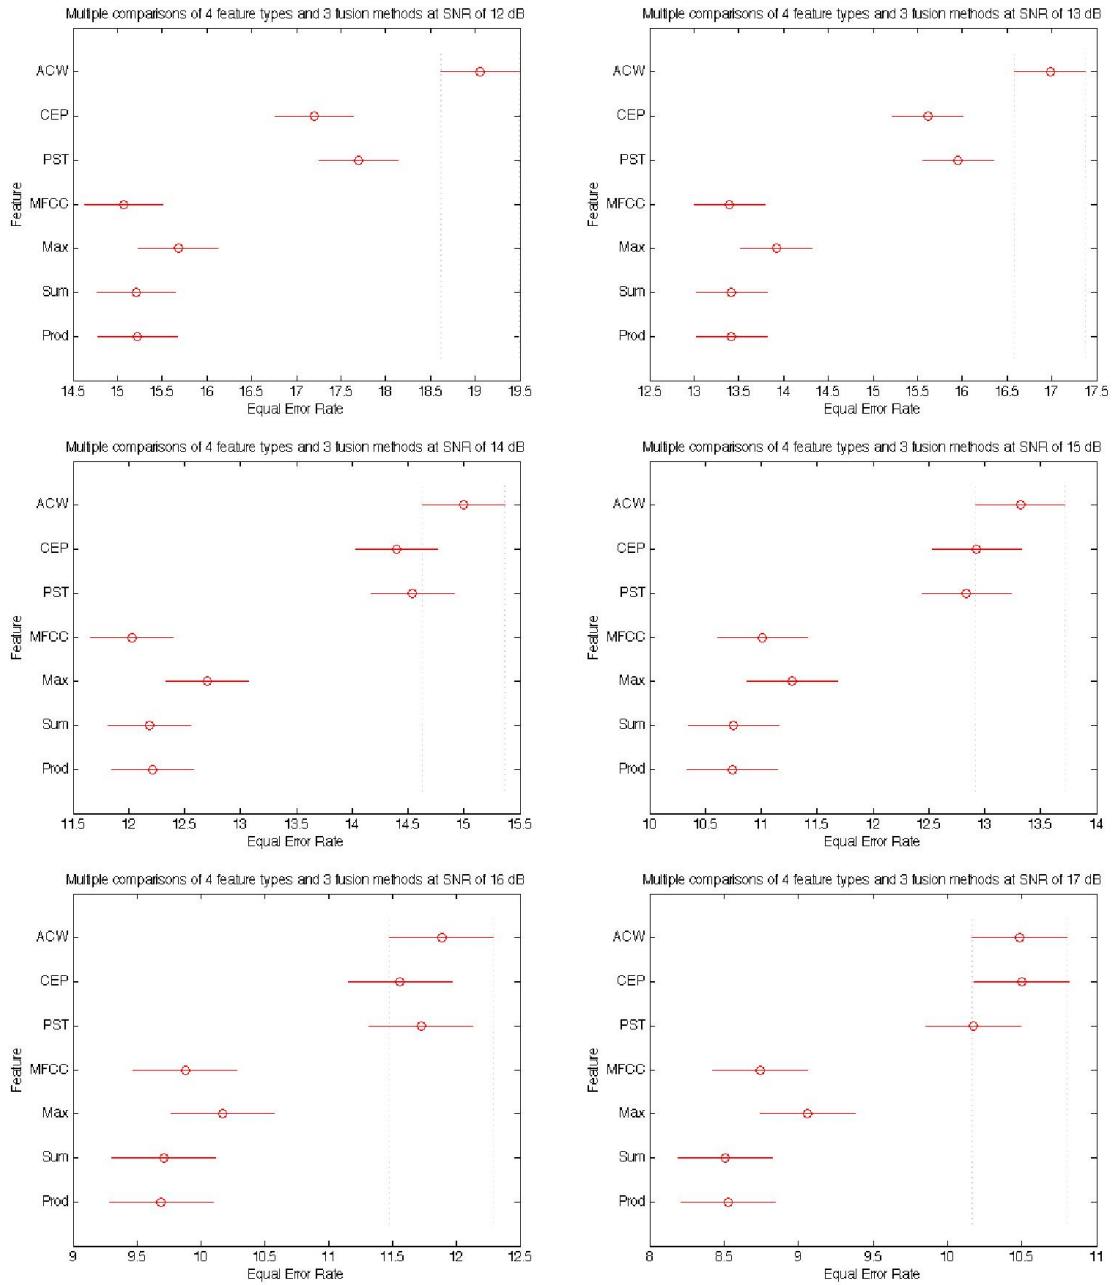 Multiple comparisons of 4 feature types and 3 fusion methods at SNR of 12 dB
ACW
CEP
PST
MFCC
Max
Sum
Prod
Feature
14.5 15 15.5 16 16.5 17 17.5 18 18.5 19 19.5
Equal Error Rate
Multiple comparisons of 4 feature types and 3 fusion methods at SNR of 13 dB
ACW
CEP
PST
MFCC
Max
Sum
Prod
Feature
12.5 13 13.5 14 14.5 15 15.5 16 16.5 17 17.5
Equal Error Rate
Multiple comparisons of 4 feature types and 3 fusion methods at SNR of 14 dB
ACW
CEP
PST
MFCC
Max
Sum
Prod
Feature
11.5 12 12.5 13 13.5 14 14.5 15 15.5
Equal Error Rate
Multiple comparisons of 4 feature types and 3 fusion methods at SNR of 15 dB
ACW
CEP
PST
MFCC
Max
Sum
Prod
Feature
10 10.5 11 11.5 12 12.5 13 13.5 14
Equal Error Rate
Multiple comparisons of 4 feature types and 3 fusion methods at SNR of 16 dB
ACW
CEP
PST
MFCC
Max
Sum
Prod
Feature
9 9.5 10 10.5 11 11.5 12 12.5
Equal Error Rate
Multiple comparisons of 4 feature types and 3 fusion methods at SNR of 17 dB
ACW
CEP
PST
MFCC
Max
Sum
Prod
Feature
8 8.5 9 9.5 10 10.5 11
Equal Error Rate